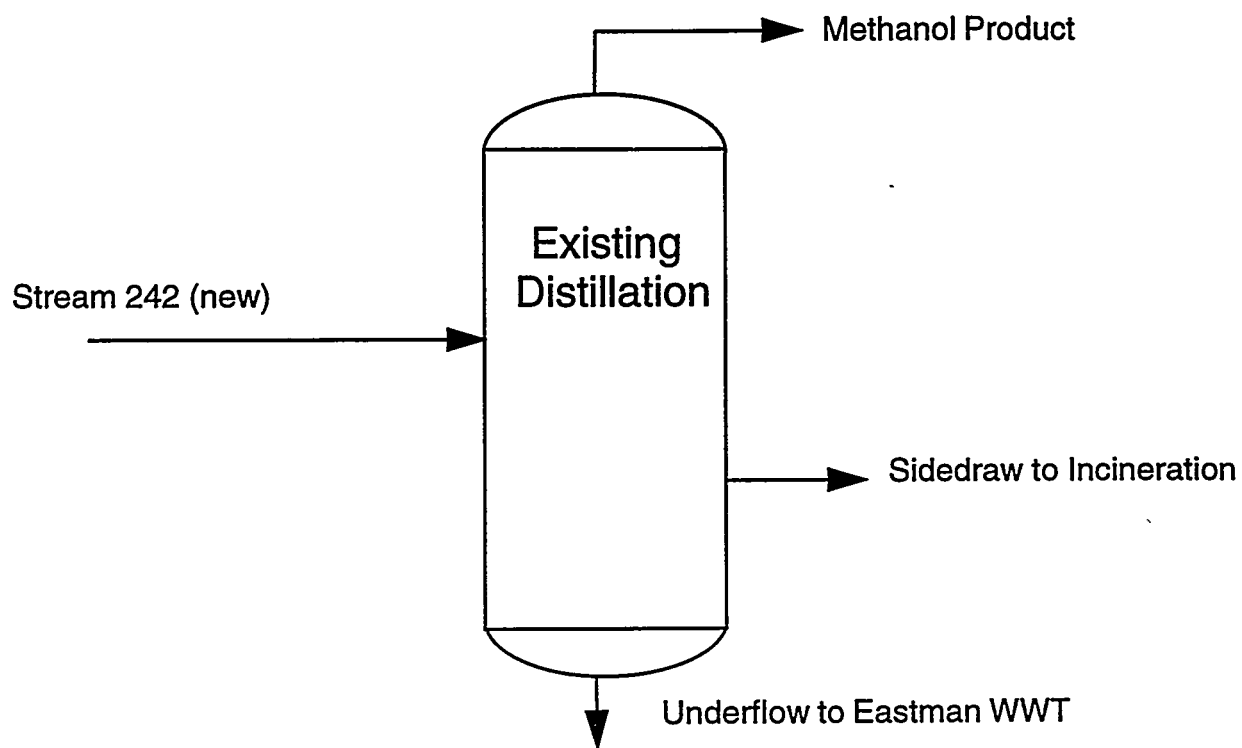 Methanol Product
Existing
Distillation
Stream 242 (new)
Sidedraw to Incineration
Underflow to Eastman WWT